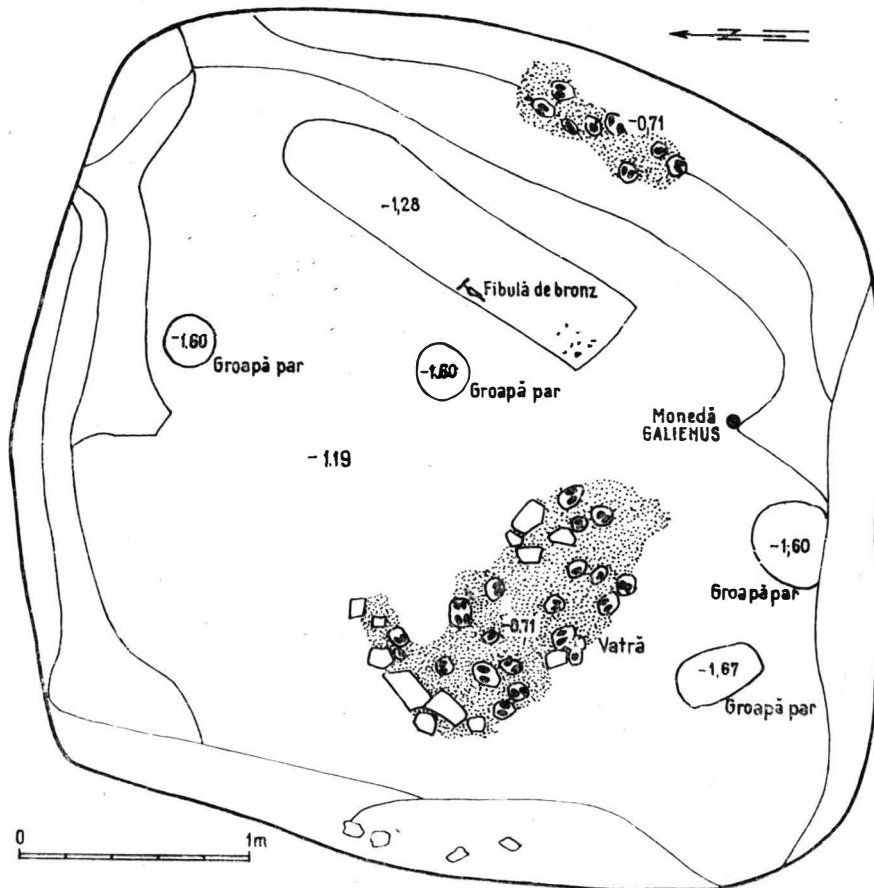 N
-0,71
-1,28
Fibulă de bronz
-1,60
Groapă par
-1,60
Groapă par
Monedă
GALIENUS
-1.19
-1,60
Groapă par
-0,71
Vatră
-1,67
Groapă par
0 1m